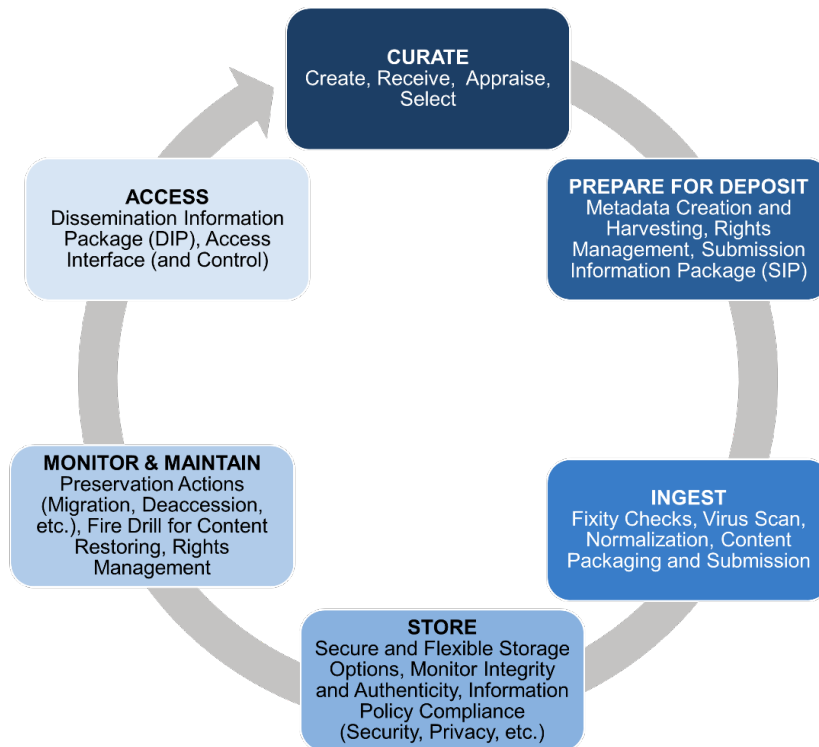 CURATE
Create, Receive, Appraise,
Select
PREPARE FOR DEPOSIT
Metadata Creation and
Harvesting, Rights
Management, Submission
Information Package (SIP)
INGEST
Fixity Checks, Virus Scan,
Normalization, Content
Packaging and Submission
STORE
Secure and Flexible Storage
Options, Monitor Integrity
and Authenticity, Information
Policy Compliance
(Security, Privacy, etc.)
MONITOR & MAINTAIN
Preservation Actions
(Migration, Deaccession,
etc.), Fire Drill for Content
Restoring, Rights
Management
ACCESS
Dissemination Information
Package (DIP), Access
Interface (and Control)